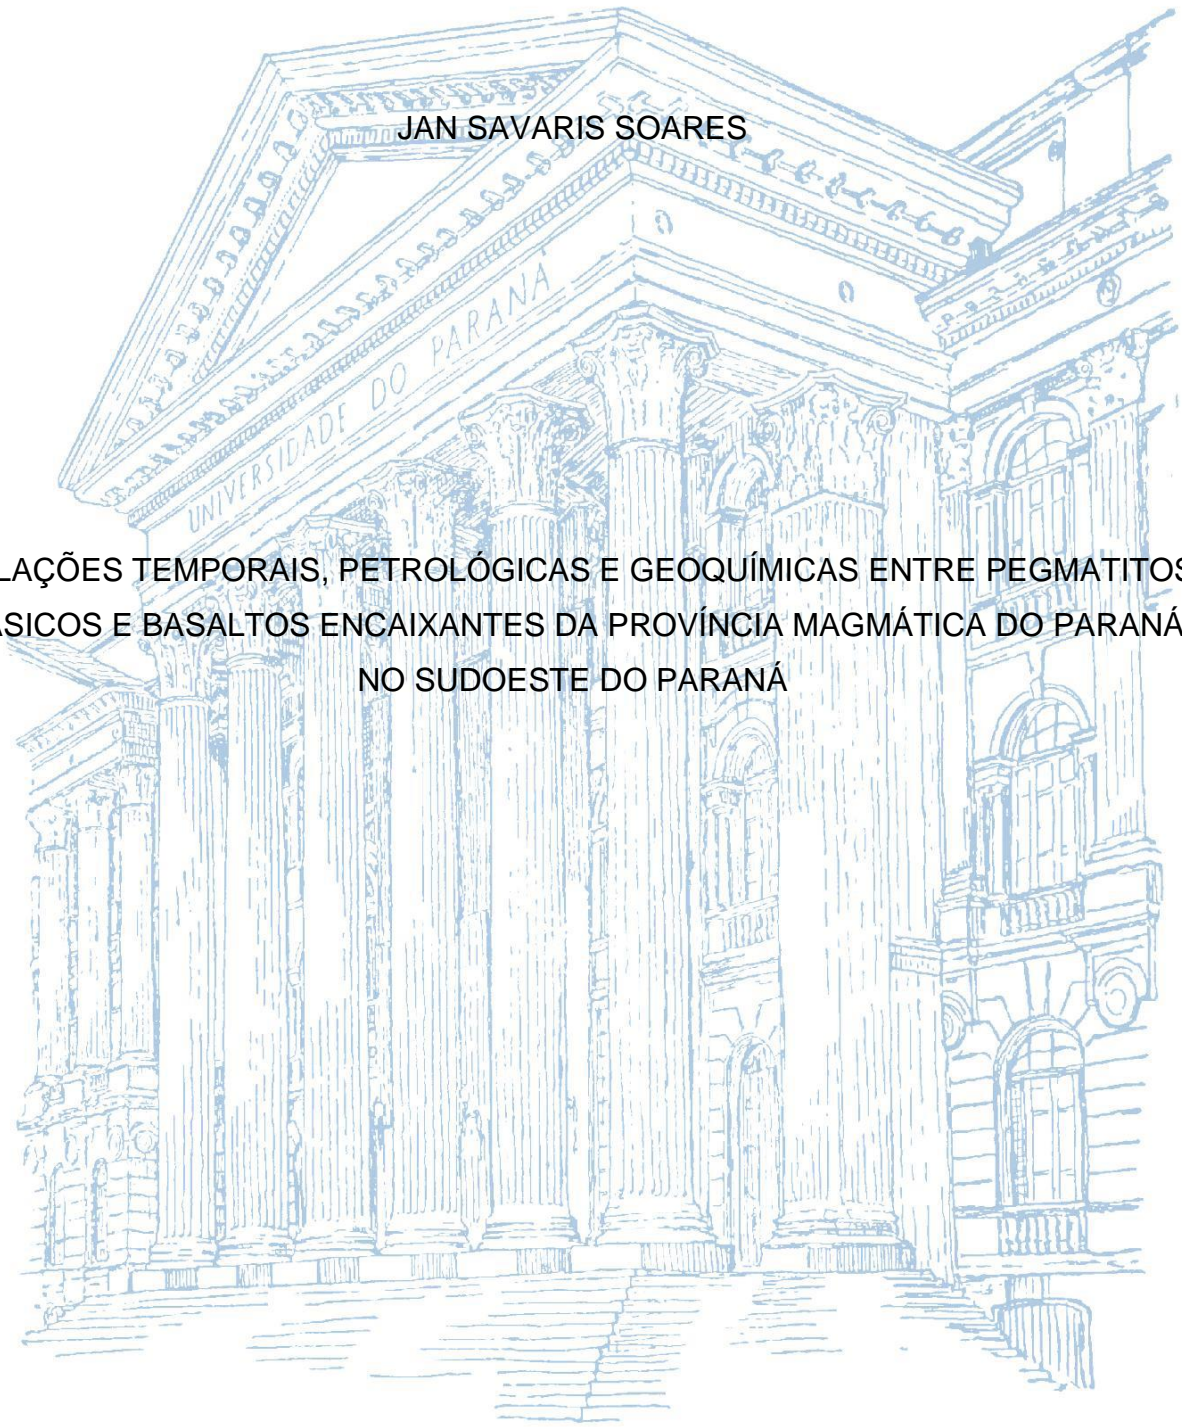 JAN SAVARIS SOARES
UNIVERSIDADE DO PARANÁ
LAÇÕES TEMPORAIS, PETROLÓGICAS E GEOQUÍMICAS ENTRE PEGMATITOS
ÁSICOS E BASALTOS ENCAIXANTES DA PROVÍNCIA MAGMÁTICA DO PARANÁ
NO SUDOESTE DO PARANÁ